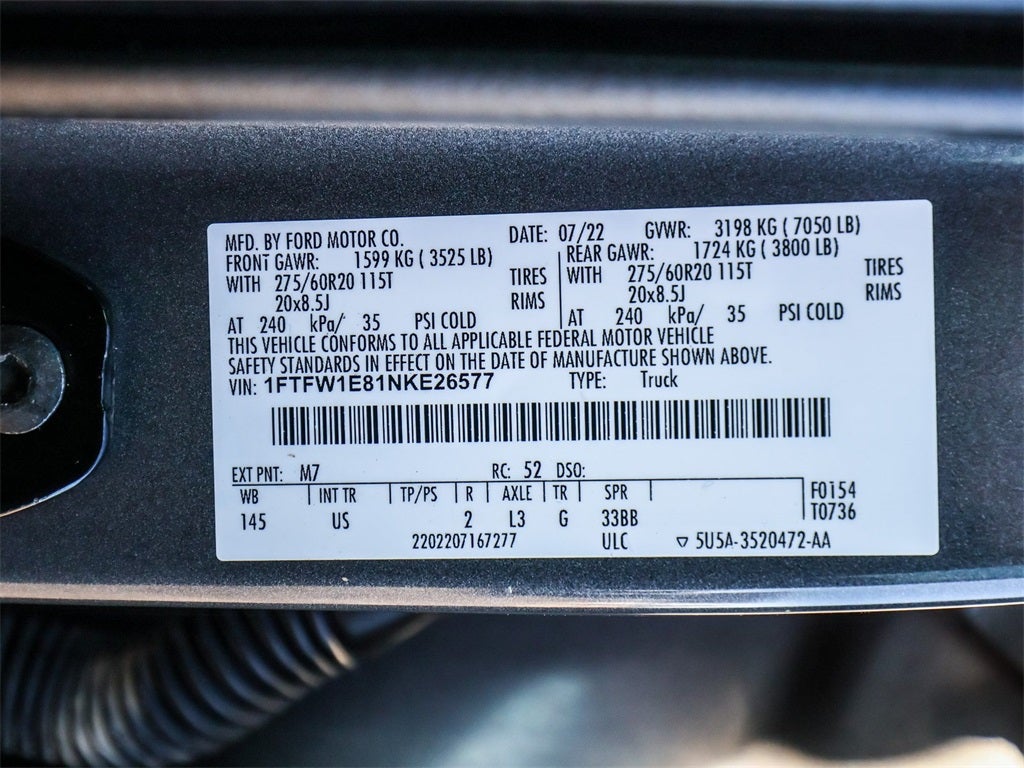 MFD. BY FORD MOTOR CO. DATE: 07/22 GVWR: 3198 KG ( 7050 LB)
FRONT GAWR: 1599 KG ( 3525 LB) REAR GAWR: 1724 KG ( 3800 LB)
WITH 275/60R20 115T TIRES WITH 275/60R20 115T TIRES
20x8.5J RIMS 20x8.5J RIMS
AT 240 kPa/ 35 PSI COLD AT 240 kPa/ 35 PSI COLD
THIS VEHICLE CONFORMS TO ALL APPLICABLE FEDERAL MOTOR VEHICLE
SAFETY STANDARDS IN EFFECT ON THE DATE OF MANUFACTURE SHOWN ABOVE.
VIN: 1FTFW1E81NKE26577 TYPE: Truck
EXT PNT: M7 RC: 52 DSO:
WB INT TR TP/PS R AXLE TR SPR F0154
145 US 2 L3 G 33BB T0736
2202207167277 ULC ▽ 5U5A-3520472-AA